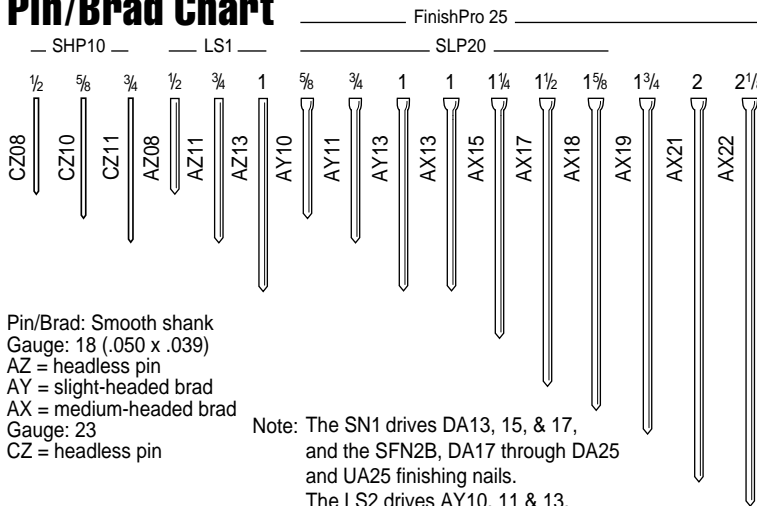 Pin/Brad Chart
FinishPro 25
SHP10 LS1 SLP20
½ ⅝ ¾ ½ ¾ 1 ⅝ ¾ 1 1 1¼ 1½ 1⅝ 1¾ 2 2⅛
CZ08 CZ10 CZ11 AZ08 AZ11 AZ13 AY10 AY11 AY13 AX13 AX15 AX17 AX18 AX19 AX21 AX22
Pin/Brad: Smooth shank
Gauge: 18 (.050 x .039)
AZ = headless pin
AY = slight-headed brad
AX = medium-headed brad
Gauge: 23
CZ = headless pin
Note: The SN1 drives DA13, 15, & 17,
and the SFN2B, DA17 through DA25
and UA25 finishing nails.
The LS2 drives AY10, 11 & 13.